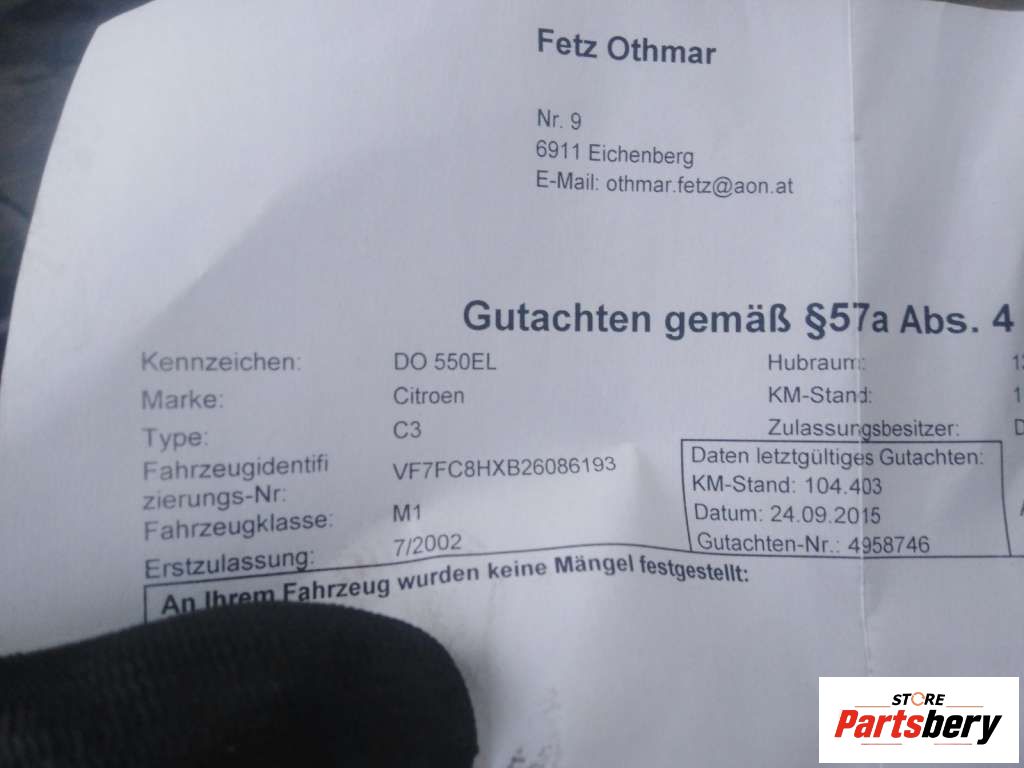 Fetz Othmar
Nr. 9
6911 Eichenberg
E-Mail: othmar.fetz@aon.at
Gutachten gemäß §57a Abs. 4
Kennzeichen: DO 550EL Hubraum:
Marke: Citroen KM-Stand:
Type: C3 Zulassungsbesitzer:
Fahrzeugidentifi
zierungs-Nr: VF7FC8HXB26086193
Fahrzeugklasse: M1
Erstzulassung: 7/2002
Daten letztgültiges Gutachten:
KM-Stand: 104.403
Datum: 24.09.2015
Gutachten-Nr.: 4958746
An Ihrem Fahrzeug wurden keine Mängel festgestellt:
STORE
Partsbery